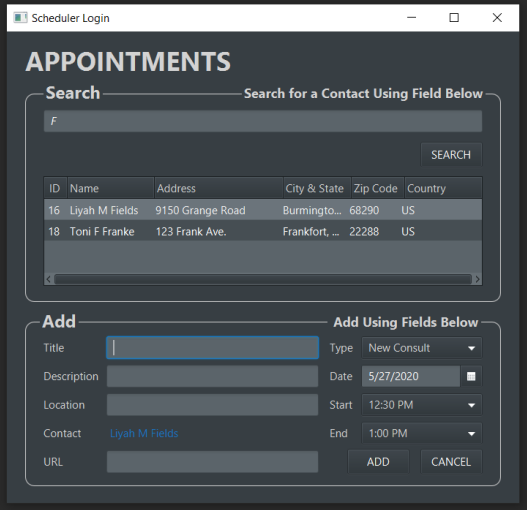 Scheduler Login
APPOINTMENTS
Search Search for a Contact Using Field Below
F
SEARCH
ID Name Address City & State Zip Code Country
16 Liyah M Fields 9150 Grange Road Burmingto... 68290 US
18 Toni F Franke 123 Frank Ave. Frankfort, ... 22288 US
Add Add Using Fields Below
Title Type New Consult
Description Date 5/27/2020
Location Start 12:30 PM
Contact Liyah M Fields End 1:00 PM
URL ADD CANCEL